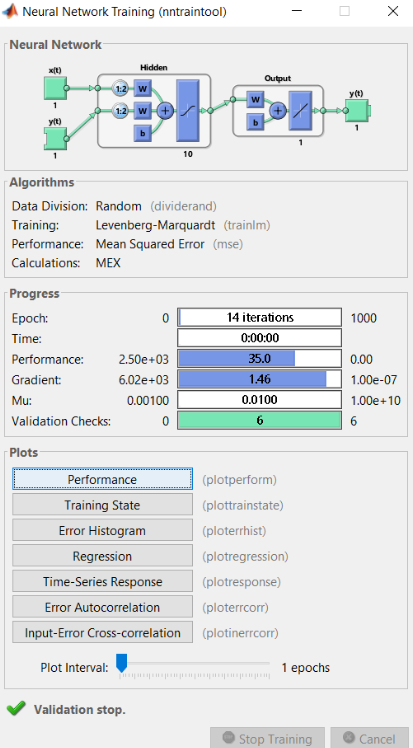 Neural Network Training (nntraintool)
Neural Network
Hidden
x(t)
1:2 W
1
Output
y(t)
1:2 W
W
y(t)
b
b
1
10
1
1
Algorithms
Data Division: Random (dividerand)
Training: Levenberg-Marquardt (trainlm)
Performance: Mean Squared Error (mse)
Calculations: MEX
Progress
Epoch: 0 14 iterations 1000
Time: 0:00:00
Performance: 2.50e+03 35.0 0.00
Gradient: 6.02e+03 1.46 1.00e-07
Mu: 0.00100 0.0100 1.00e+10
Validation Checks: 0 6 6
Plots
Performance (plotperform)
Training State (plottrainstate)
Error Histogram (ploterrhist)
Regression (plotregression)
Time-Series Response (plotresponse)
Error Autocorrelation (ploterrcorr)
Input-Error Cross-correlation (plotinerrcorr)
Plot Interval: 1 epochs
Validation stop.
Stop Training Cancel